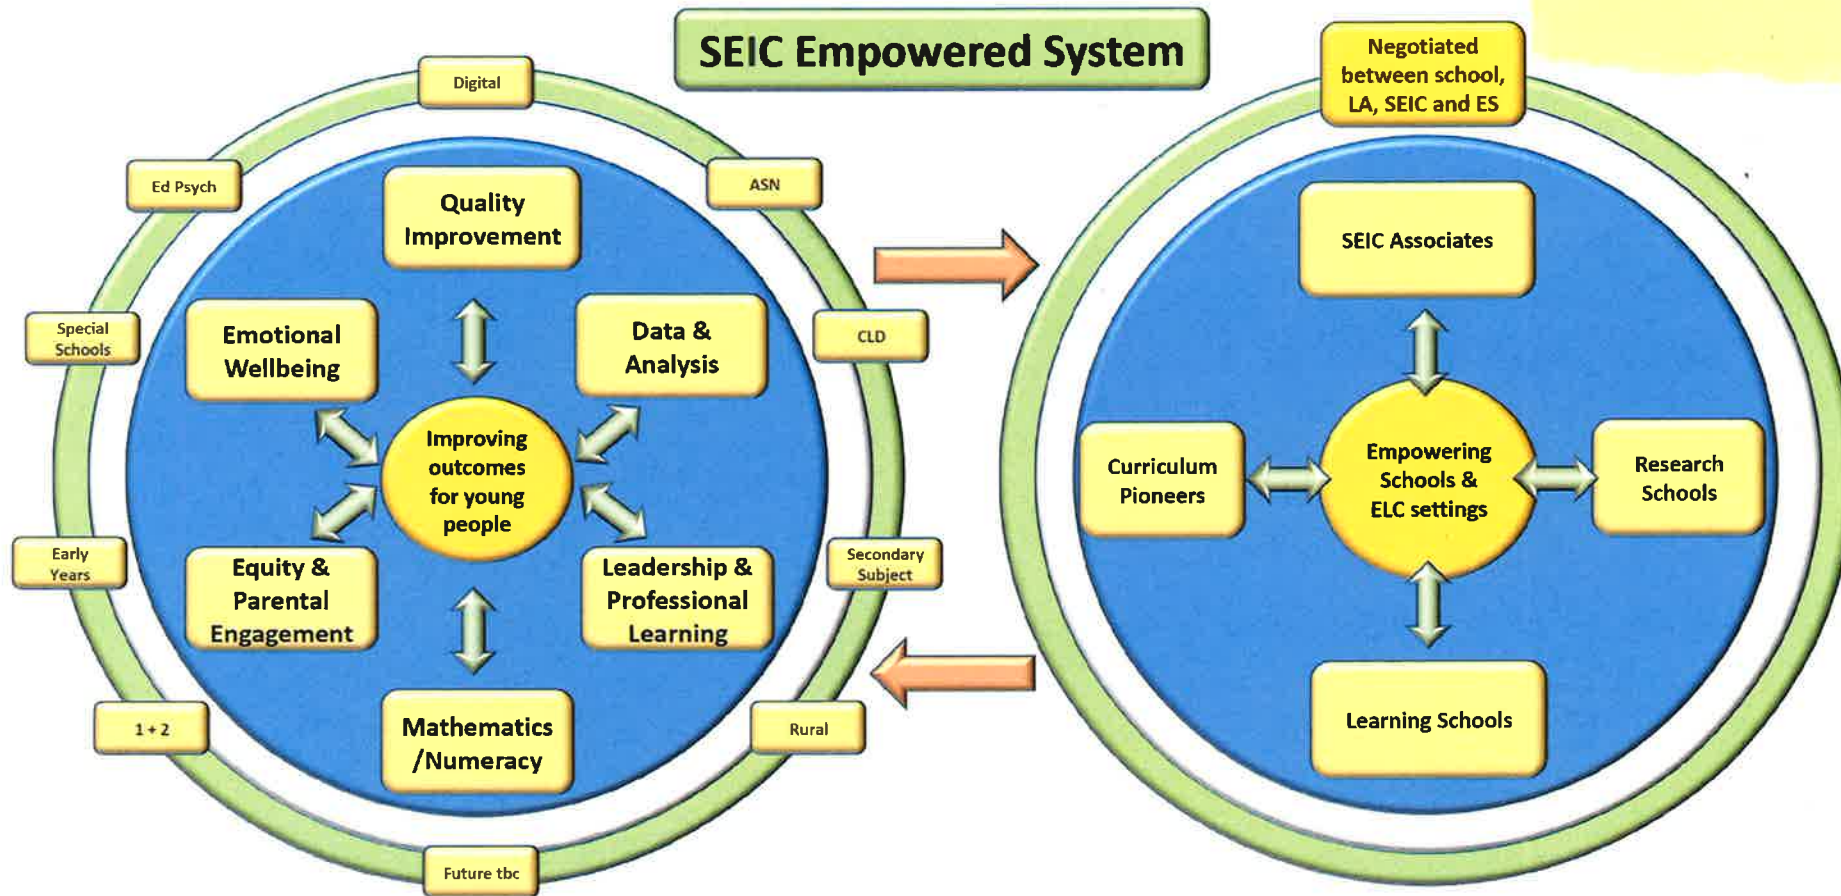 SEIC Empowered System
Digital
Ed Psych
ASN
Special
Schools
CLD
Early
Years
Secondary
Subject
1 + 2
Rural
Future tbc
Quality
Improvement
Emotional
Wellbeing
Data &
Analysis
Improving
outcomes
for young
people
Equity &
Parental
Engagement
Leadership &
Professional
Learning
Mathematics
/Numeracy
Negotiated
between school,
LA, SEIC and ES
SEIC Associates
Curriculum
Pioneers
Empowering
Schools &
ELC settings
Research
Schools
Learning Schools